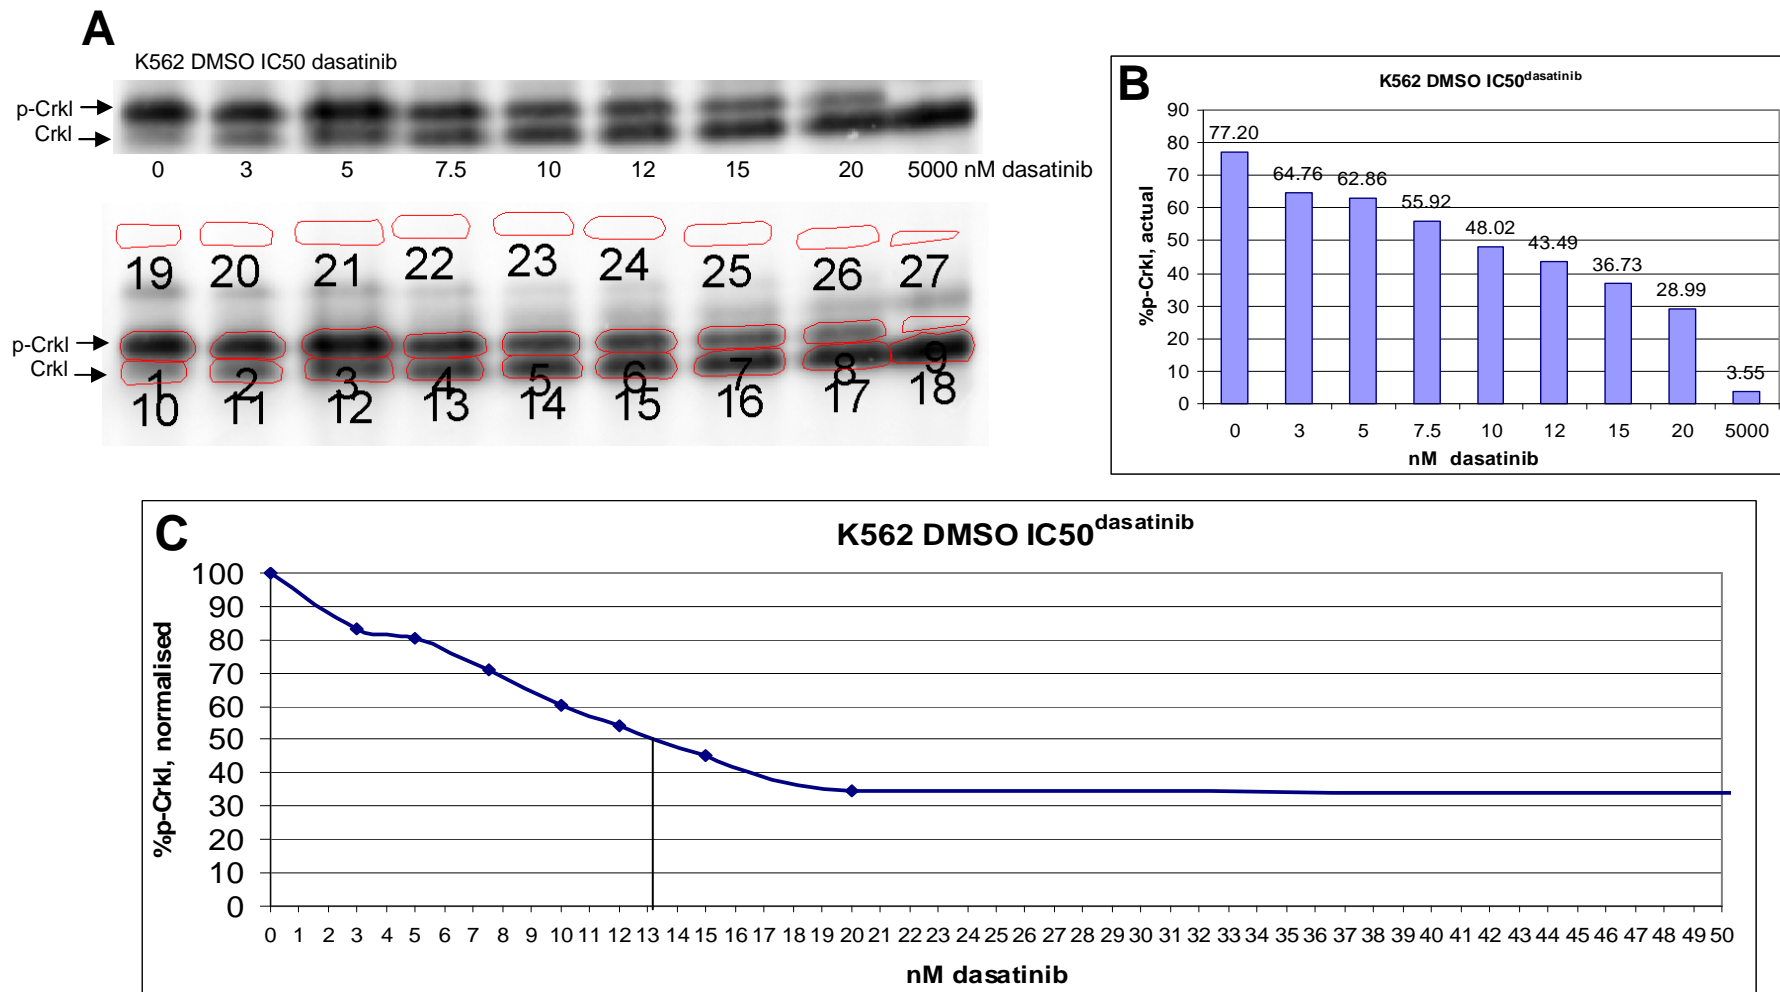 A
K562 DMSO IC50 dasatinib
p-Crkl
Crkl
0 3 5 7.5 10 12 15 20 5000 nM dasatinib
19 20 21 22 23 24 25 26 27
p-Crkl
Crkl
1 2 3 4 5 6 7 8 9
10 11 12 13 14 15 16 17 18
B
K562 DMSO IC50dasatinib
%p-Crkl, actual
90
80
70
60
50
40
30
20
10
0
77.20
64.76
62.86
55.92
48.02
43.49
36.73
28.99
3.55
0 3 5 7.5 10 12 15 20 5000
nM dasatinib
C
K562 DMSO IC50dasatinib
%p-Crkl, normalised
100
90
80
70
60
50
40
30
20
10
0
0 1 2 3 4 5 6 7 8 9 10 11 12 13 14 15 16 17 18 19 20 21 22 23 24 25 26 27 28 29 30 31 32 33 34 35 36 37 38 39 40 41 42 43 44 45 46 47 48 49 50
nM dasatinib